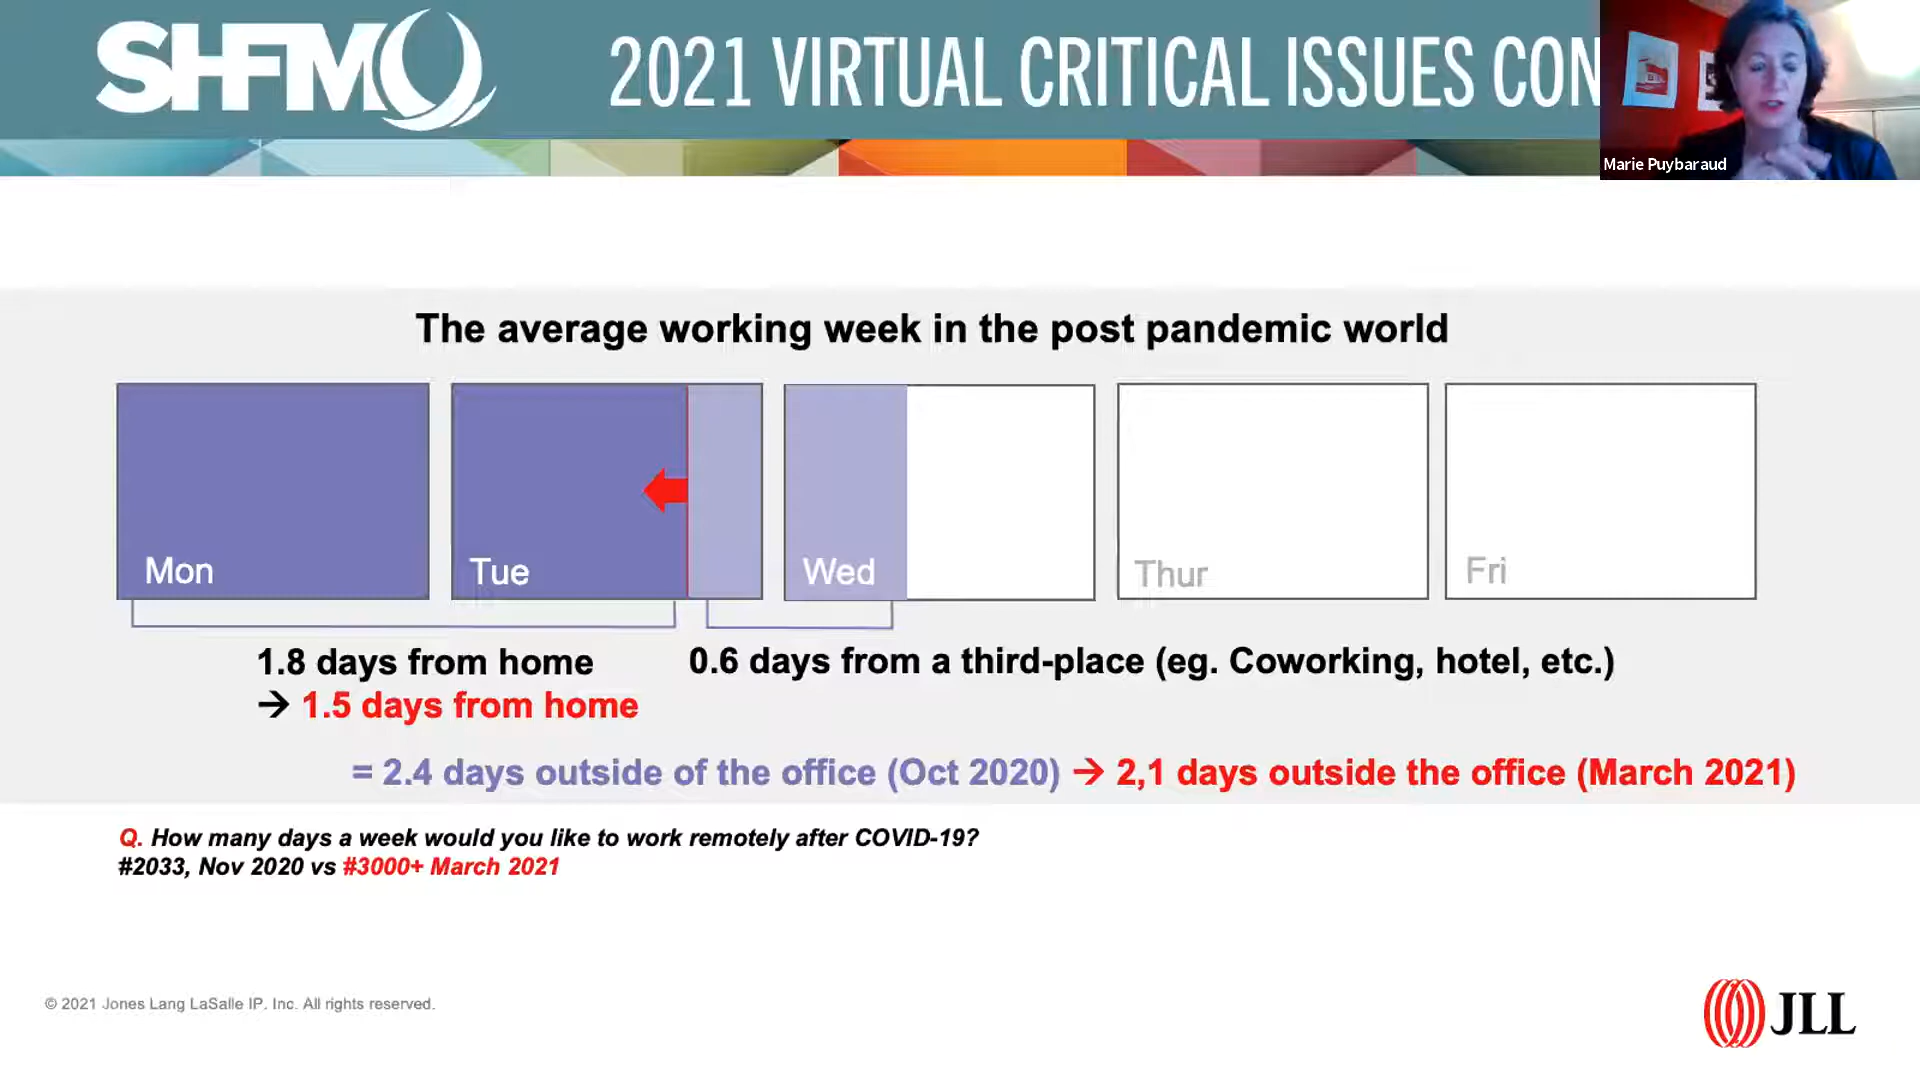 SHFM
2021 VIRTUAL CRITICAL ISSUES CON
Marie Puybaraud
The average working week in the post pandemic world
Mon
Tue
Wed
Thur
Fri
1.8 days from home
→ 1.5 days from home
0.6 days from a third-place (eg. Coworking, hotel, etc.)
= 2.4 days outside of the office (Oct 2020) → 2,1 days outside the office (March 2021)
Q. How many days a week would you like to work remotely after COVID-19?
#2033, Nov 2020 vs #3000+ March 2021
© 2021 Jones Lang LaSalle IP. Inc. All rights reserved.
JLL